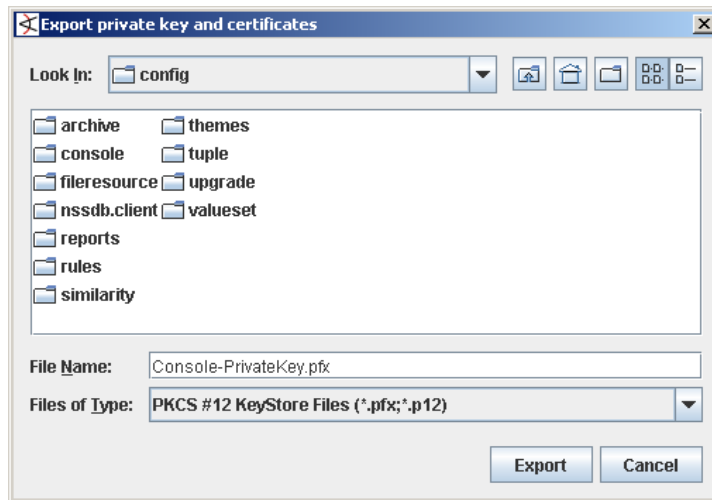 Export private key and certificates
Look In: config
archive themes
console tuple
fileresource upgrade
nssdb.client valueset
reports
rules
similarity
File Name: Console-PrivateKey.pfx
Files of Type: PKCS #12 KeyStore Files (*.pfx;*.p12)
Export Cancel